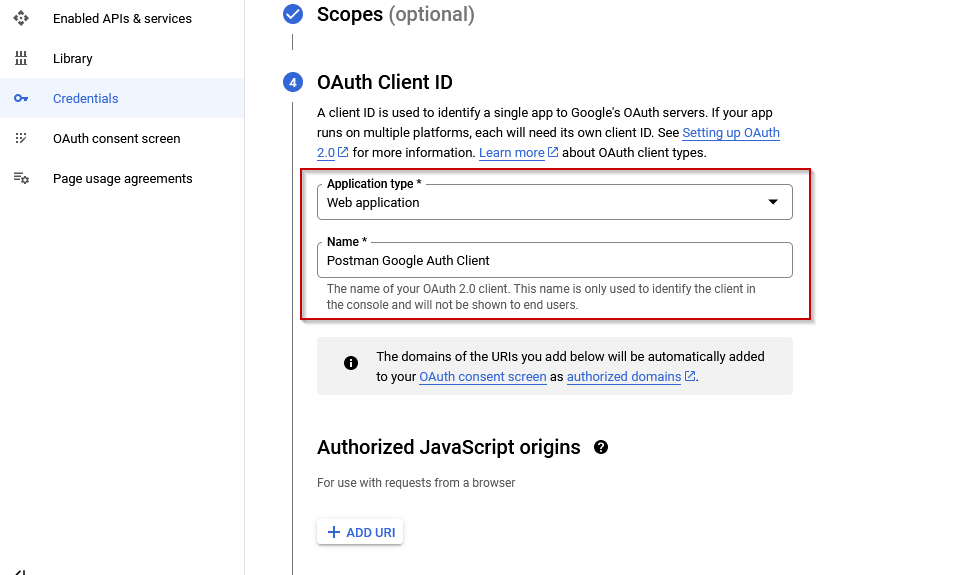 Enabled APIs & services
Library
Credentials
OAuth consent screen
Page usage agreements
Scopes (optional)
4
OAuth Client ID
A client ID is used to identify a single app to Google's OAuth servers. If your app
runs on multiple platforms, each will need its own client ID. See Setting up OAuth
2.0 for more information. Learn more about OAuth client types.
Application type *
Web application
Name *
Postman Google Auth Client
The name of your OAuth 2.0 client. This name is only used to identify the client in
the console and will not be shown to end users.
The domains of the URIs you add below will be automatically added
to your OAuth consent screen as authorized domains.
Authorized JavaScript origins
For use with requests from a browser
ADD URI